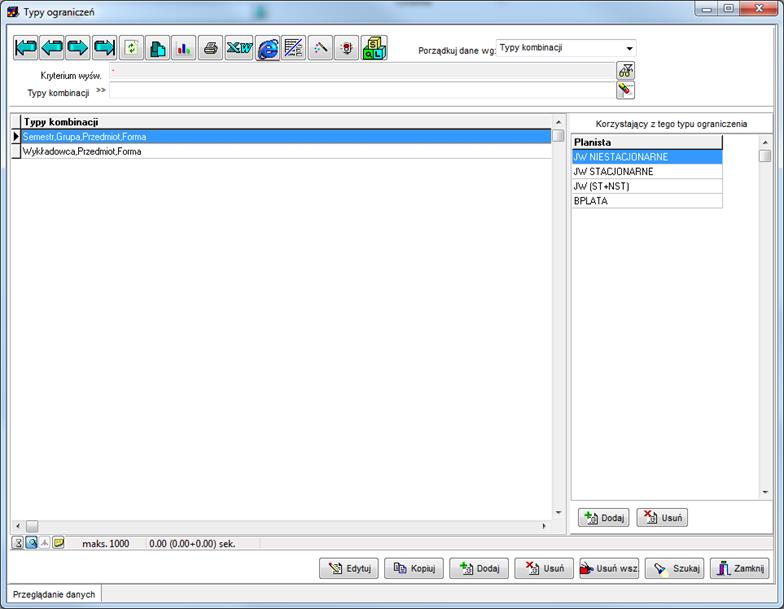 Typy ograniczeń
XW
SQL
Porządkuj dane wg:
Typy kombinacji
Kryterium wyśw.
Typy kombinacji >>
Typy kombinacji
Semestr,Grupa,Przedmiot,Forma
Wykładowca,Przedmiot,Forma
Korzystający z tego typu ograniczenia
Planista
JW NIESTACJONARNE
JW STACJONARNE
JW (ST+NST)
BPLATA
Dodaj
Usuń
maks. 1000
0.00 (0.00+0.00) sek.
Edytuj
Kopiuj
Dodaj
Usuń
Usuń wsz.
Szukaj
Zamknij
Przeglądanie danych